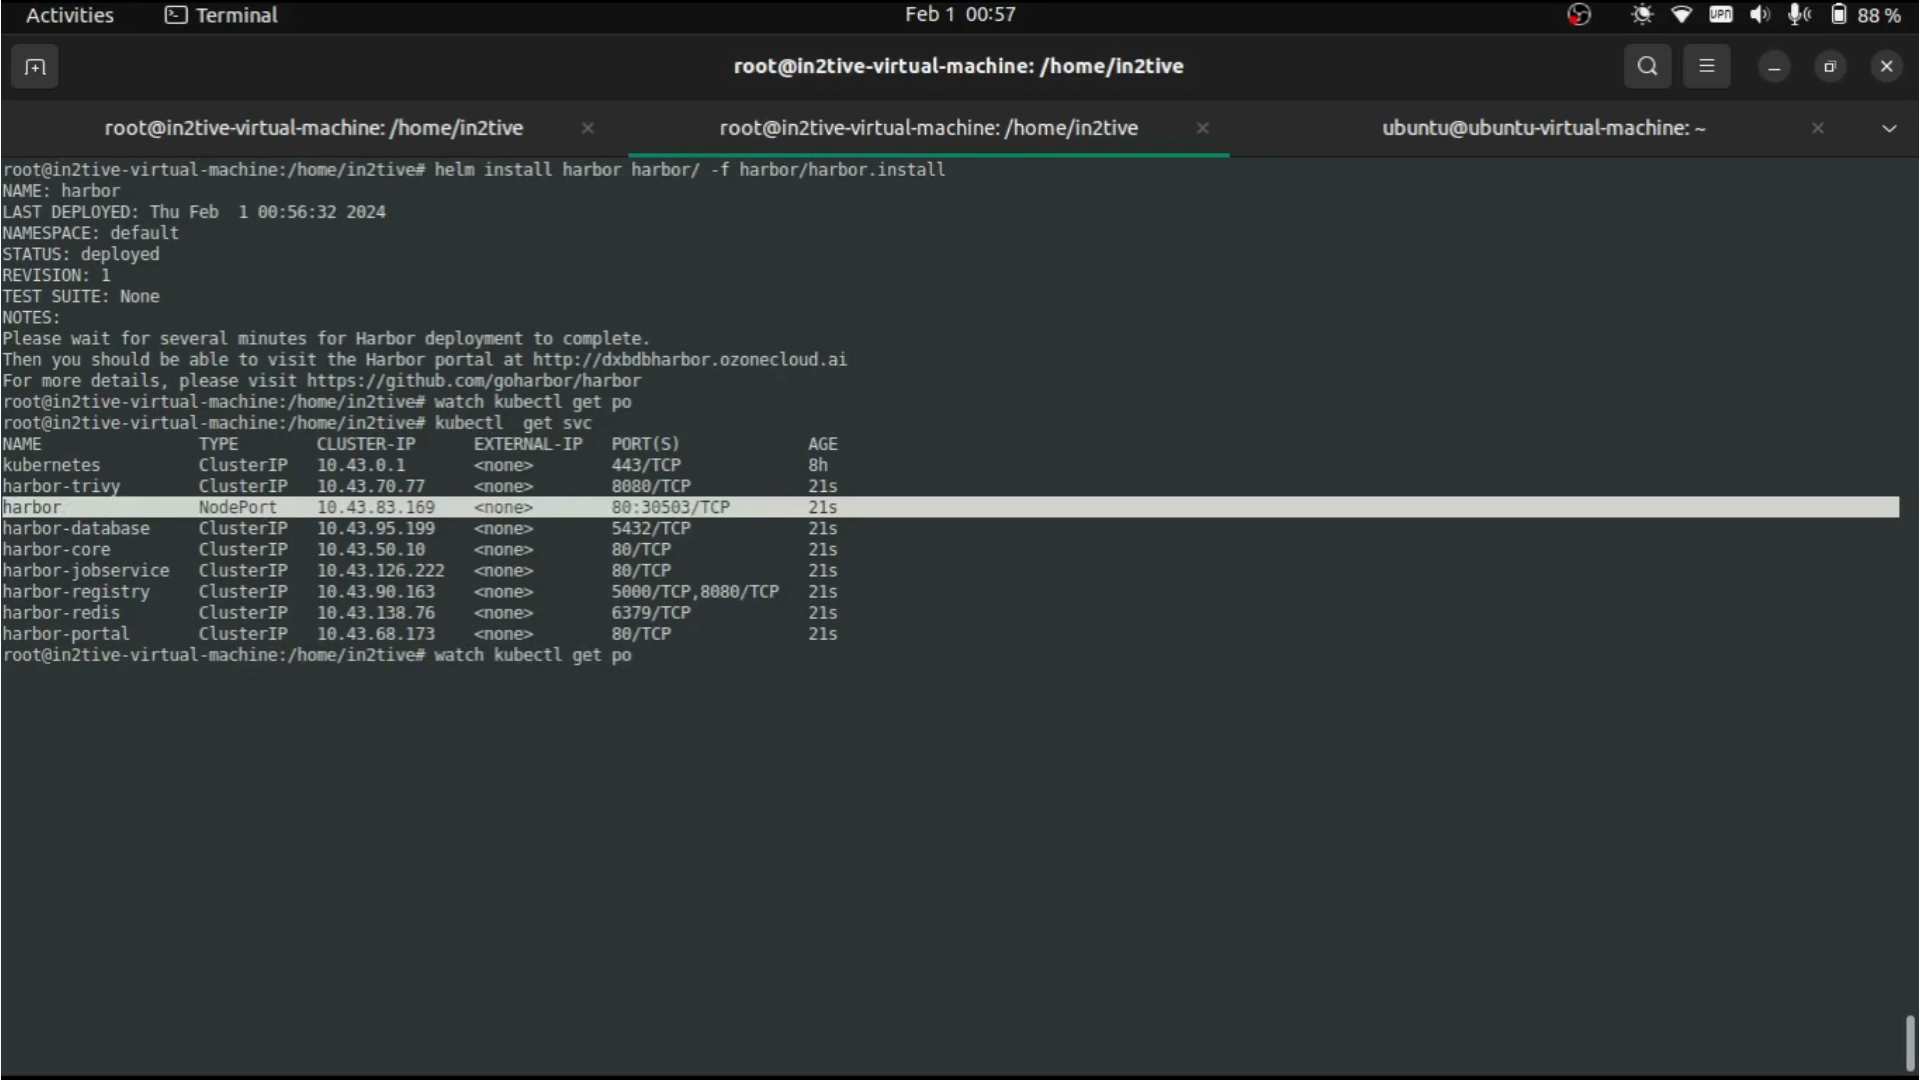 Activities Terminal Feb 1 00:57 VPN 88 %
root@in2tive-virtual-machine: /home/in2tive
root@in2tive-virtual-machine: /home/in2tive root@in2tive-virtual-machine: /home/in2tive ubuntu@ubuntu-virtual-machine: ~
root@in2tive-virtual-machine:/home/in2tive# helm install harbor harbor/ -f harbor/harbor.install
NAME: harbor
LAST DEPLOYED: Thu Feb  1 00:56:32 2024
NAMESPACE: default
STATUS: deployed
REVISION: 1
TEST SUITE: None
NOTES:
Please wait for several minutes for Harbor deployment to complete.
Then you should be able to visit the Harbor portal at http://dxbdbharbor.ozonecloud.ai
For more details, please visit https://github.com/goharbor/harbor
root@in2tive-virtual-machine:/home/in2tive# watch kubectl get po
root@in2tive-virtual-machine:/home/in2tive# kubectl  get svc
NAME                TYPE        CLUSTER-IP      EXTERNAL-IP   PORT(S)             AGE
kubernetes          ClusterIP   10.43.0.1       <none>        443/TCP             8h
harbor-trivy        ClusterIP   10.43.70.77     <none>        8080/TCP            21s
harbor              NodePort    10.43.83.169    <none>        80:30503/TCP        21s
harbor-database     ClusterIP   10.43.95.199    <none>        5432/TCP            21s
harbor-core         ClusterIP   10.43.50.10     <none>        80/TCP              21s
harbor-jobservice   ClusterIP   10.43.126.222   <none>        80/TCP              21s
harbor-registry     ClusterIP   10.43.90.163    <none>        5000/TCP,8080/TCP   21s
harbor-redis        ClusterIP   10.43.138.76    <none>        6379/TCP            21s
harbor-portal       ClusterIP   10.43.68.173    <none>        80/TCP              21s
root@in2tive-virtual-machine:/home/in2tive# watch kubectl get po